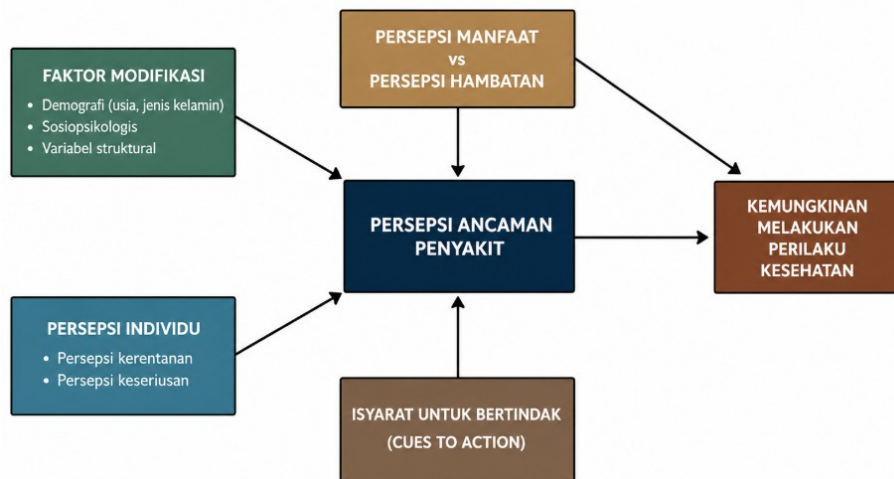 FAKTOR MODIFIKASI
• Demografi (usia, jenis kelamin)
• Sosiopsikologis
• Variabel struktural
PERSEPSI MANFAAT
vs
PERSEPSI HAMBATAN
PERSEPSI ANCAMAN
PENYAKIT
KEMUNGKINAN
MELAKUKAN
PERILAKU
KESEHATAN
PERSEPSI INDIVIDU
• Persepsi kerentanan
• Persepsi keseriusan
ISYARAT UNTUK BERTINDAK
(CUES TO ACTION)